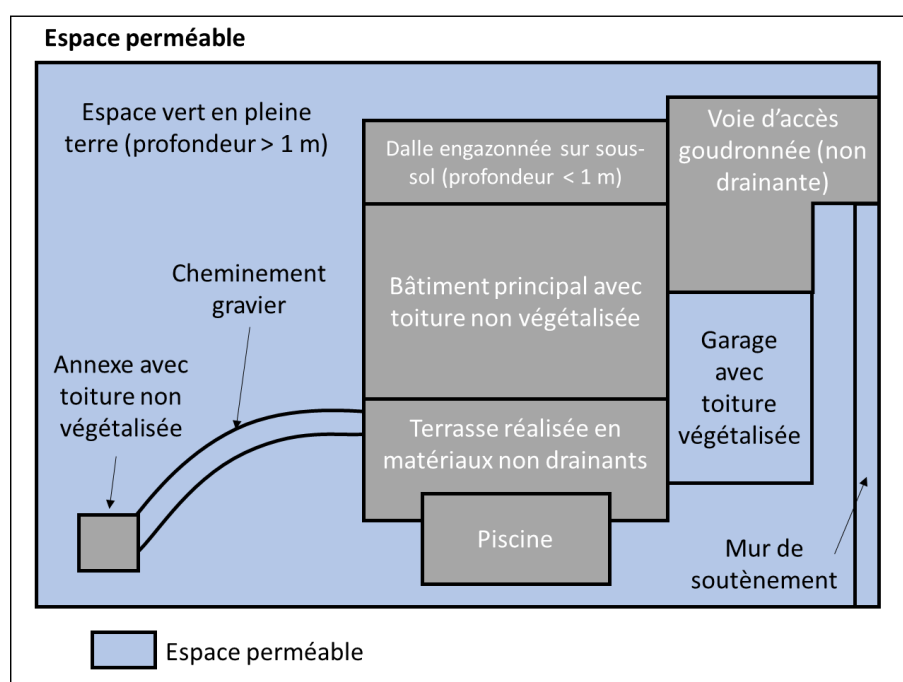 Espace perméable
Espace vert en pleine
terre (profondeur > 1 m)
Dalle engazonnée sur sous-
sol (profondeur < 1 m)
Voie d’accès
goudronnée (non
drainante)
Cheminement
gravier
Bâtiment principal avec
toiture non végétalisée
Garage
avec
toiture
végétalisée
Annexe avec
toiture non
végétalisée
Terrasse réalisée en
matériaux non drainants
Piscine
Mur de
soutènement
Espace perméable